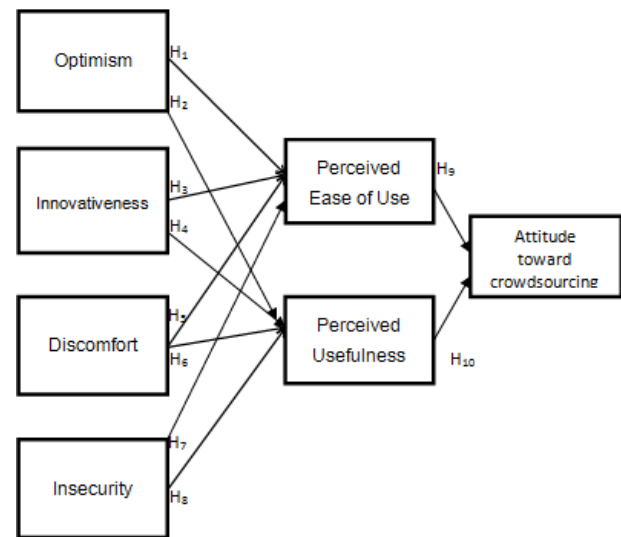 Optimism
H₁
H₂
Innovativeness
H₃
H₄
Discomfort
H₅
H₆
Insecurity
H₇
H₈
Perceived
Ease of Use
H₉
Perceived
Usefulness
H₁₀
Attitude
toward
crowdsourcing